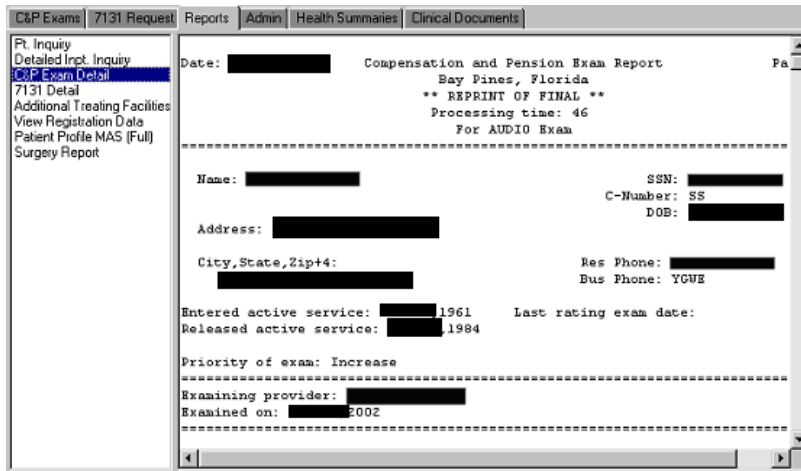 C&P Exams 7131 Request Reports Admin Health Summaries Clinical Documents
Pt. Inquiry
Detailed Inpt. Inquiry
C&P Exam Detail
7131 Detail
Additional Treating Facilities
View Registration Data
Patient Profile MAS (Full)
Surgery Report
Date: Compensation and Pension Exam Report Pa
Bay Pines, Florida
** REPRINT OF FINAL **
Processing time: 46
For AUDIO Exam
Name: SSN:
C-Number: SS
DOB:
Address:
City,State,Zip+4: Res Phone:
Bus Phone: YGWE
Entered active service: ,1961 Last rating exam date:
Released active service: ,1984
Priority of exam: Increase
Examining provider:
Examined on: ,2002